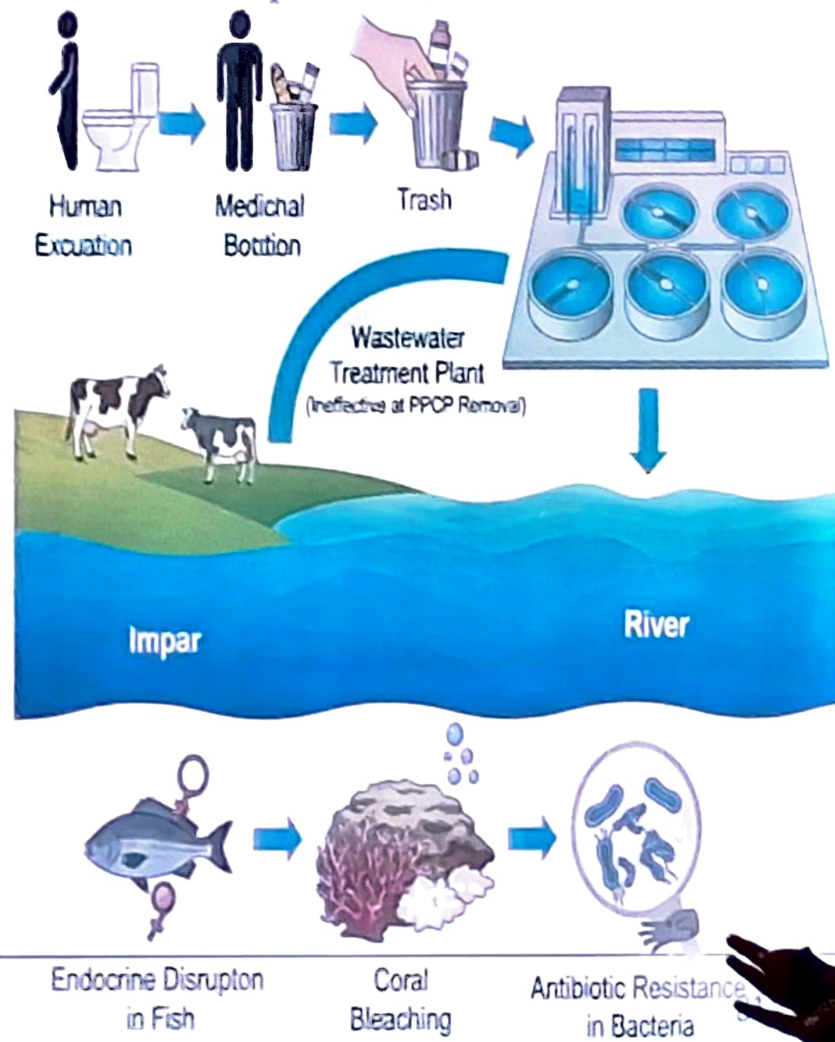 Human
Excuation
Medichal
Botttion
Trash
Wastewater
Treatment Plant
(Ineffective at PPCP Removal)
Impar
River
Endocrine Disrupton
in Fish
Coral
Bleaching
Antibiotic Resistance
in Bacteria